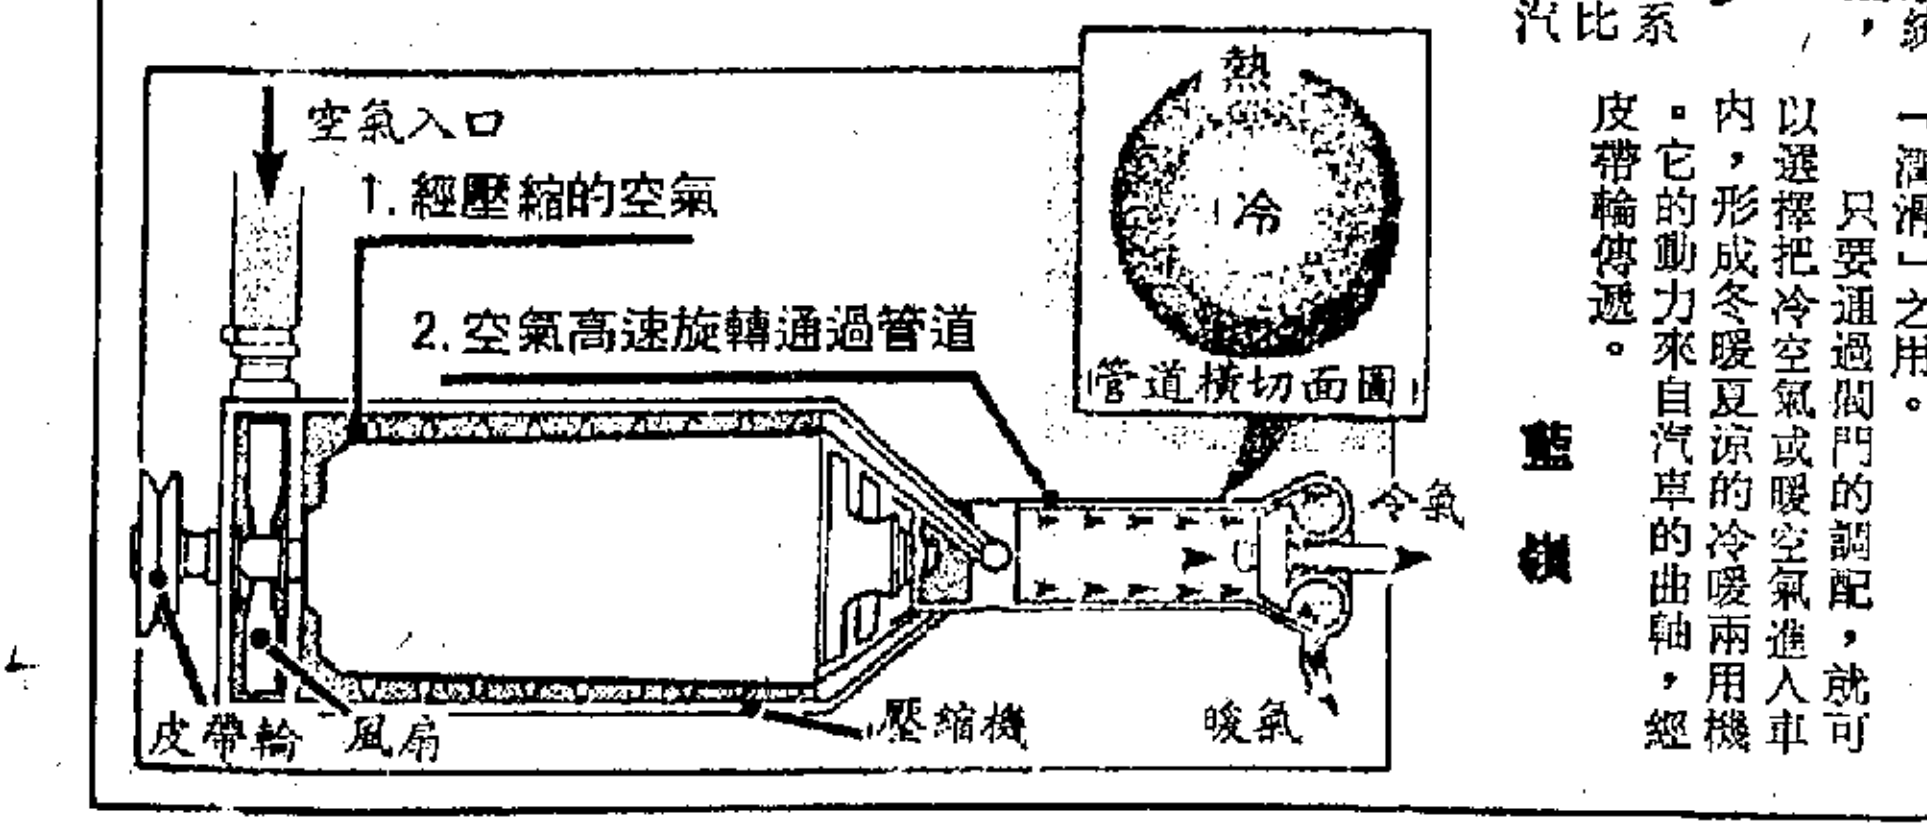 空氣入口
1.經壓縮的空氣
2.空氣高速旋轉通過管道
熱
冷
管道橫切面圖
冷氣
暖氣
壓縮機
風扇
皮帶輪
「潤滑」之用。
只要通過閥門的調配，就可
以選擇把冷空氣或暖空氣進入車
內，形成冬暖夏涼的冷暖兩用機
。它的動力來自汽車的曲軸，經
皮帶輪傳遞。
系
比
汽